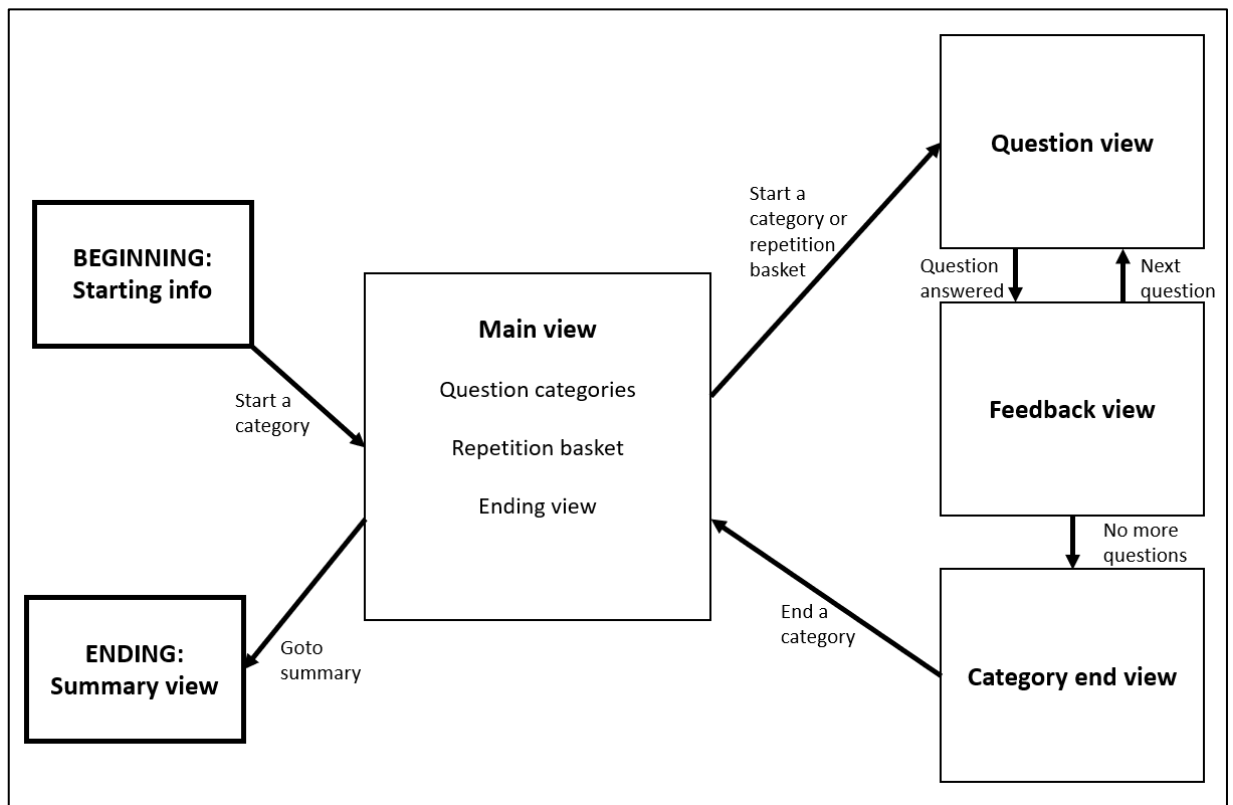 BEGINNING:
Starting info
Start a
category
Main view
Question categories
Repetition basket
Ending view
Goto
summary
ENDING:
Summary view
Start a
category or
repetition
basket
Question view
Question
answered
Next
question
Feedback view
No more
questions
Category end view
End a
category